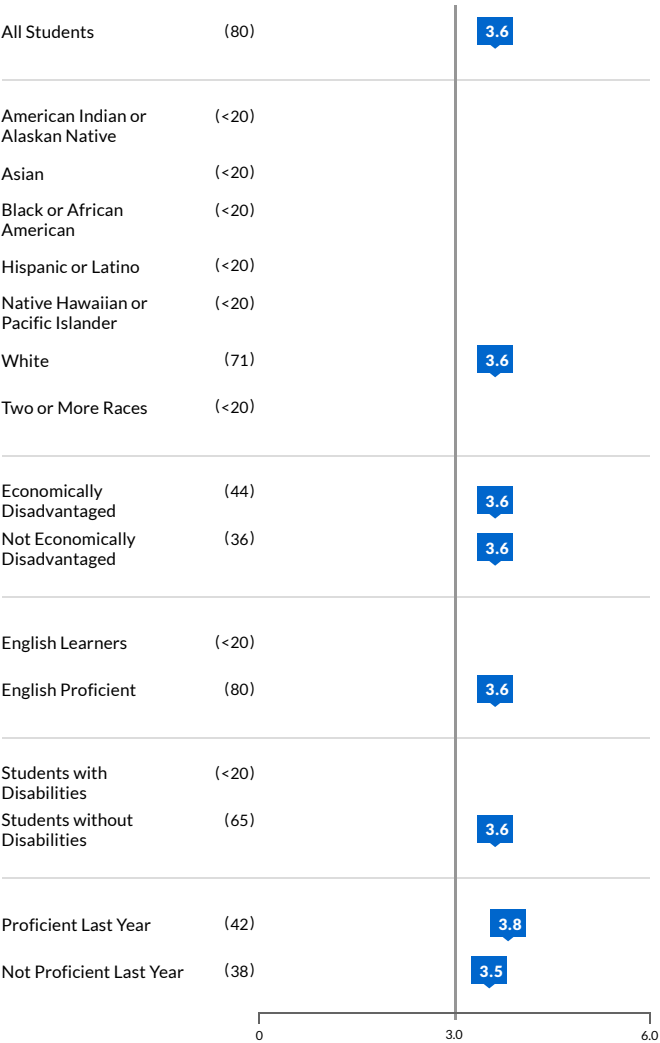 All Students (80) 3.6
American Indian or (<20)
Alaskan Native
Asian (<20)
Black or African (<20)
American
Hispanic or Latino (<20)
Native Hawaiian or (<20)
Pacific Islander
White (71) 3.6
Two or More Races (<20)
Economically (44) 3.6
Disadvantaged
Not Economically (36) 3.6
Disadvantaged
English Learners (<20)
English Proficient (80) 3.6
Students with (<20)
Disabilities
Students without (65) 3.6
Disabilities
Proficient Last Year (42) 3.8
Not Proficient Last Year (38) 3.5
0 3.0 6.0